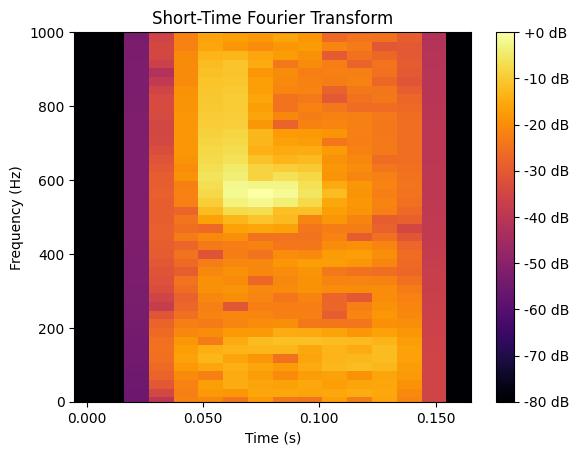 Short-Time Fourier Transform
1000
800
600
400
200
0
Frequency (Hz)
0.000
0.050
0.100
0.150
Time (s)
+0 dB
-10 dB
-20 dB
-30 dB
-40 dB
-50 dB
-60 dB
-70 dB
-80 dB